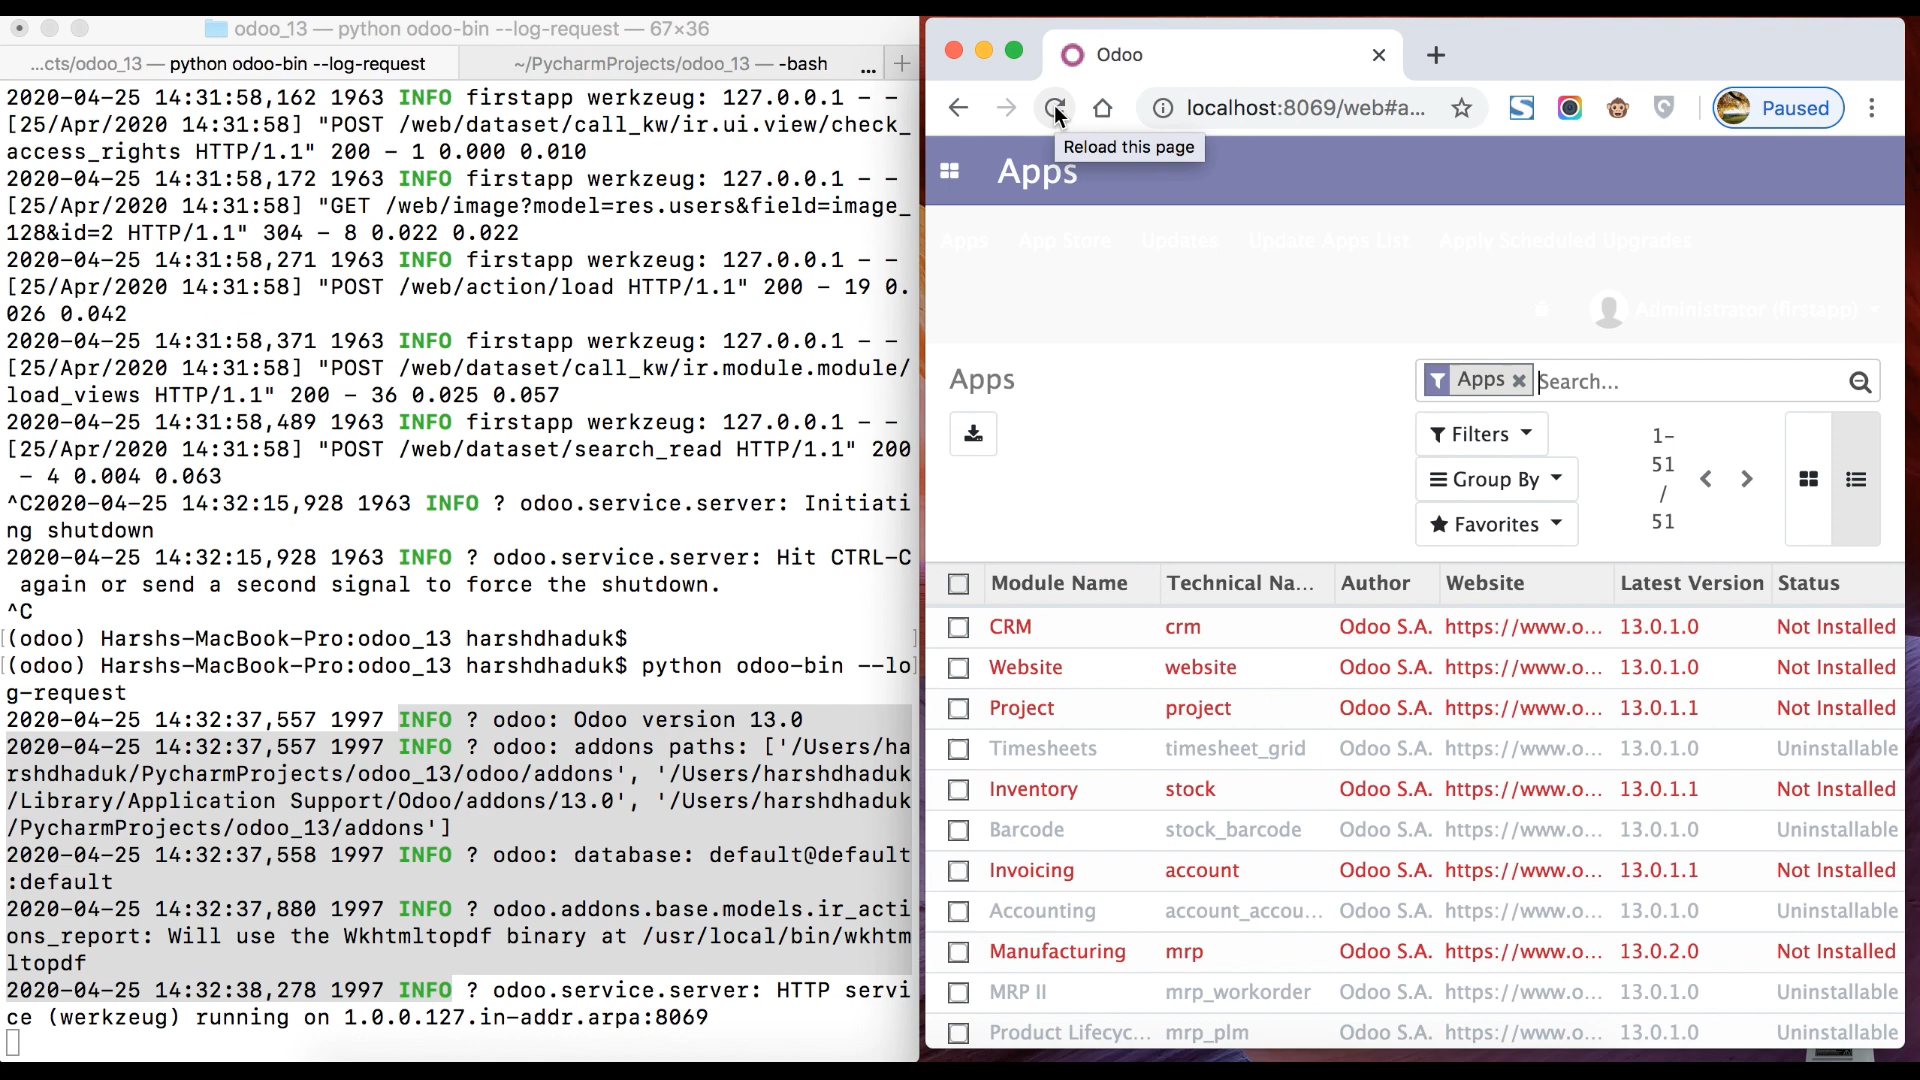 odoo_13 — python odoo-bin --log-request — 67×36
...cts/odoo_13 — python odoo-bin --log-request
~/PycharmProjects/odoo_13 — -bash
...
2020-04-25 14:31:58,162 1963 INFO firstapp werkzeug: 127.0.0.1 - -
[25/Apr/2020 14:31:58] "POST /web/dataset/call_kw/ir.ui.view/check_
access_rights HTTP/1.1" 200 - 1 0.000 0.010
2020-04-25 14:31:58,172 1963 INFO firstapp werkzeug: 127.0.0.1 - -
[25/Apr/2020 14:31:58] "GET /web/image?model=res.users&field=image_
128&id=2 HTTP/1.1" 304 - 8 0.022 0.022
2020-04-25 14:31:58,271 1963 INFO firstapp werkzeug: 127.0.0.1 - -
[25/Apr/2020 14:31:58] "POST /web/action/load HTTP/1.1" 200 - 19 0.
026 0.042
2020-04-25 14:31:58,371 1963 INFO firstapp werkzeug: 127.0.0.1 - -
[25/Apr/2020 14:31:58] "POST /web/dataset/call_kw/ir.module.module/
load_views HTTP/1.1" 200 - 36 0.025 0.057
2020-04-25 14:31:58,489 1963 INFO firstapp werkzeug: 127.0.0.1 - -
[25/Apr/2020 14:31:58] "POST /web/dataset/search_read HTTP/1.1" 200
- 4 0.004 0.063
^C2020-04-25 14:32:15,928 1963 INFO ? odoo.service.server: Initiati
ng shutdown
2020-04-25 14:32:15,928 1963 INFO ? odoo.service.server: Hit CTRL-C
again or send a second signal to force the shutdown.
^C
[(odoo) Harshs-MacBook-Pro:odoo_13 harshdhaduk$ ]
[(odoo) Harshs-MacBook-Pro:odoo_13 harshdhaduk$ python odoo-bin --lo]
g-request
2020-04-25 14:32:37,557 1997 INFO ? odoo: Odoo version 13.0
2020-04-25 14:32:37,557 1997 INFO ? odoo: addons paths: ['/Users/ha
rshdhaduk/PycharmProjects/odoo_13/odoo/addons', '/Users/harshdhaduk
/Library/Application Support/Odoo/addons/13.0', '/Users/harshdhaduk
/PycharmProjects/odoo_13/addons']
2020-04-25 14:32:37,558 1997 INFO ? odoo: database: default@default
:default
2020-04-25 14:32:37,880 1997 INFO ? odoo.addons.base.models.ir_acti
ons_report: Will use the Wkhtmltopdf binary at /usr/local/bin/wkhtm
ltopdf
2020-04-25 14:32:38,278 1997 INFO ? odoo.service.server: HTTP servi
ce (werkzeug) running on 1.0.0.127.in-addr.arpa:8069
Odoo
localhost:8069/web#a...
Paused
Reload this page
Apps
Apps App Store Updates Update Apps List Apply Scheduled Upgrades
Administrator (firstapp)
Apps
Apps Search...
Filters
Group By
Favorites
1-
51
/
51
Module Name Technical Na... Author Website Latest Version Status
CRM crm Odoo S.A. https://www.o... 13.0.1.0 Not Installed
Website website Odoo S.A. https://www.o... 13.0.1.0 Not Installed
Project project Odoo S.A. https://www.o... 13.0.1.1 Not Installed
Timesheets timesheet_grid Odoo S.A. https://www.o... 13.0.1.0 Uninstallable
Inventory stock Odoo S.A. https://www.o... 13.0.1.1 Not Installed
Barcode stock_barcode Odoo S.A. https://www.o... 13.0.1.0 Uninstallable
Invoicing account Odoo S.A. https://www.o... 13.0.1.1 Not Installed
Accounting account_accou... Odoo S.A. https://www.o... 13.0.1.0 Uninstallable
Manufacturing mrp Odoo S.A. https://www.o... 13.0.2.0 Not Installed
MRP II mrp_workorder Odoo S.A. https://www.o... 13.0.1.0 Uninstallable
Product Lifecyc... mrp_plm Odoo S.A. https://www.o... 13.0.1.0 Uninstallable